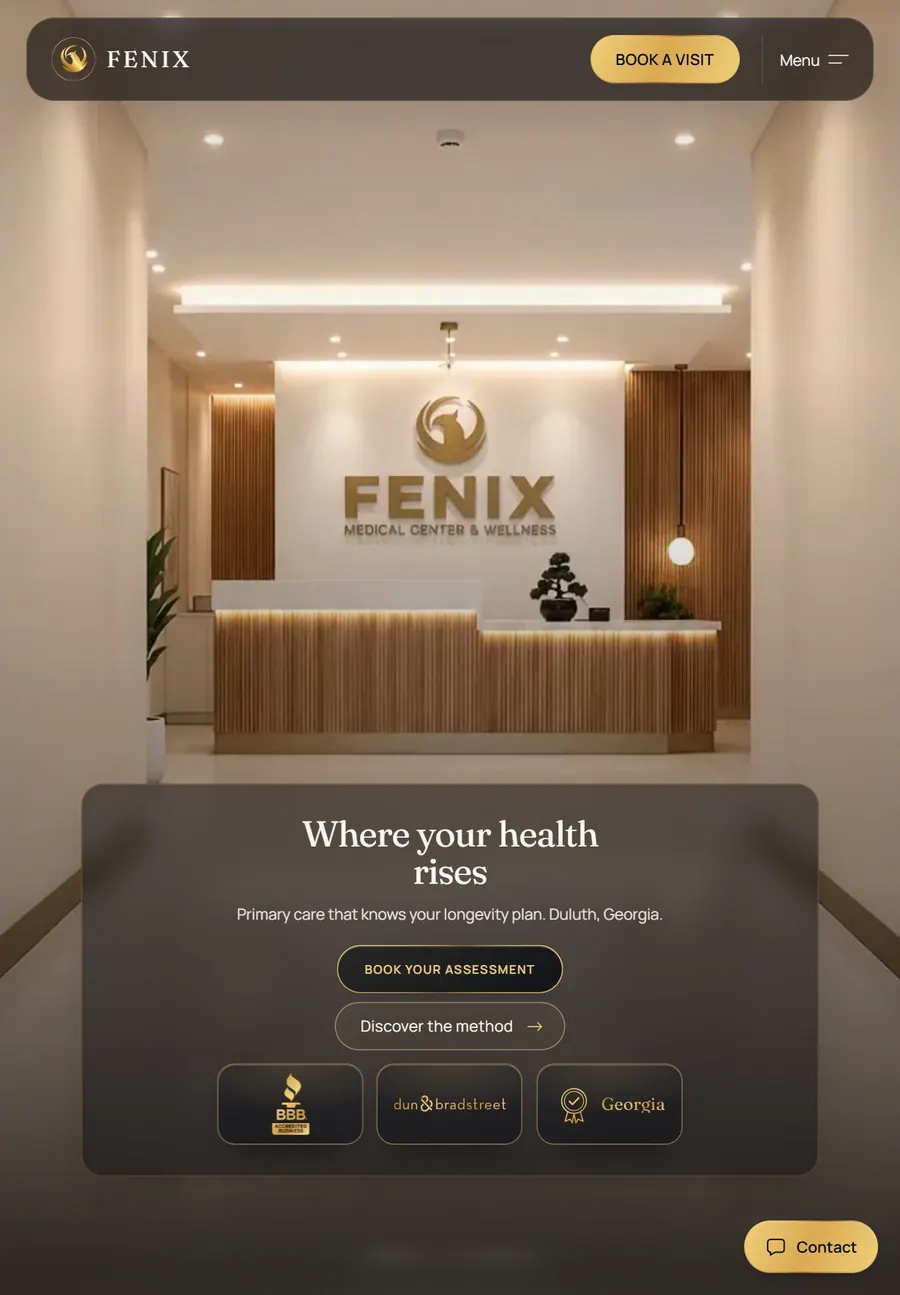 FENIX
BOOK A VISIT
Menu
FENIX
MEDICAL CENTER & WELLNESS
Where your health
rises
Primary care that knows your longevity plan. Duluth, Georgia.
BOOK YOUR ASSESSMENT
Discover the method →
BBB
ACCREDITED
BUSINESS
dun & bradstreet
Georgia
Contact